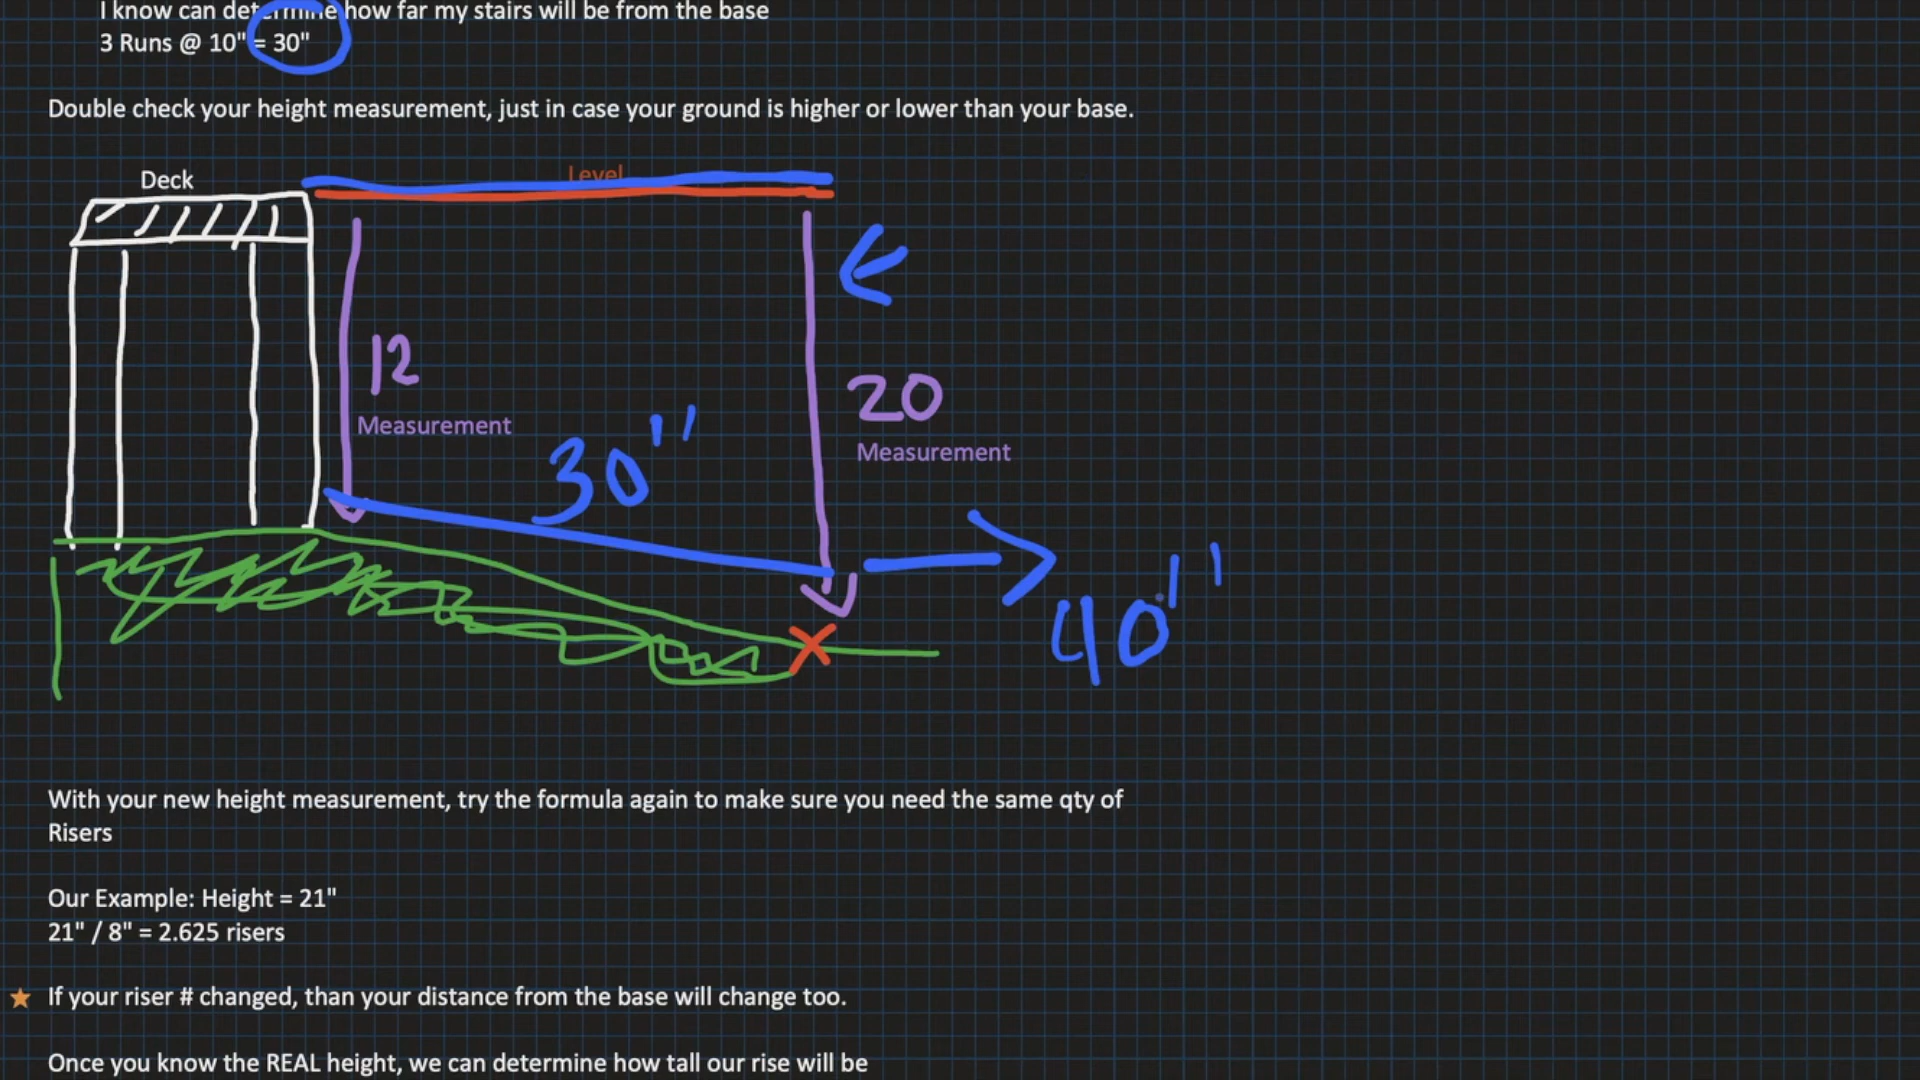 I know can determine how far my stairs will be from the base
3 Runs @ 10" = 30"
Double check your height measurement, just in case your ground is higher or lower than your base.
Level
Deck
12
Measurement
20
Measurement
30''
40''
With your new height measurement, try the formula again to make sure you need the same qty of
Risers
Our Example: Height = 21"
21" / 8" = 2.625 risers
If your riser # changed, than your distance from the base will change too.
Once you know the REAL height, we can determine how tall our rise will be